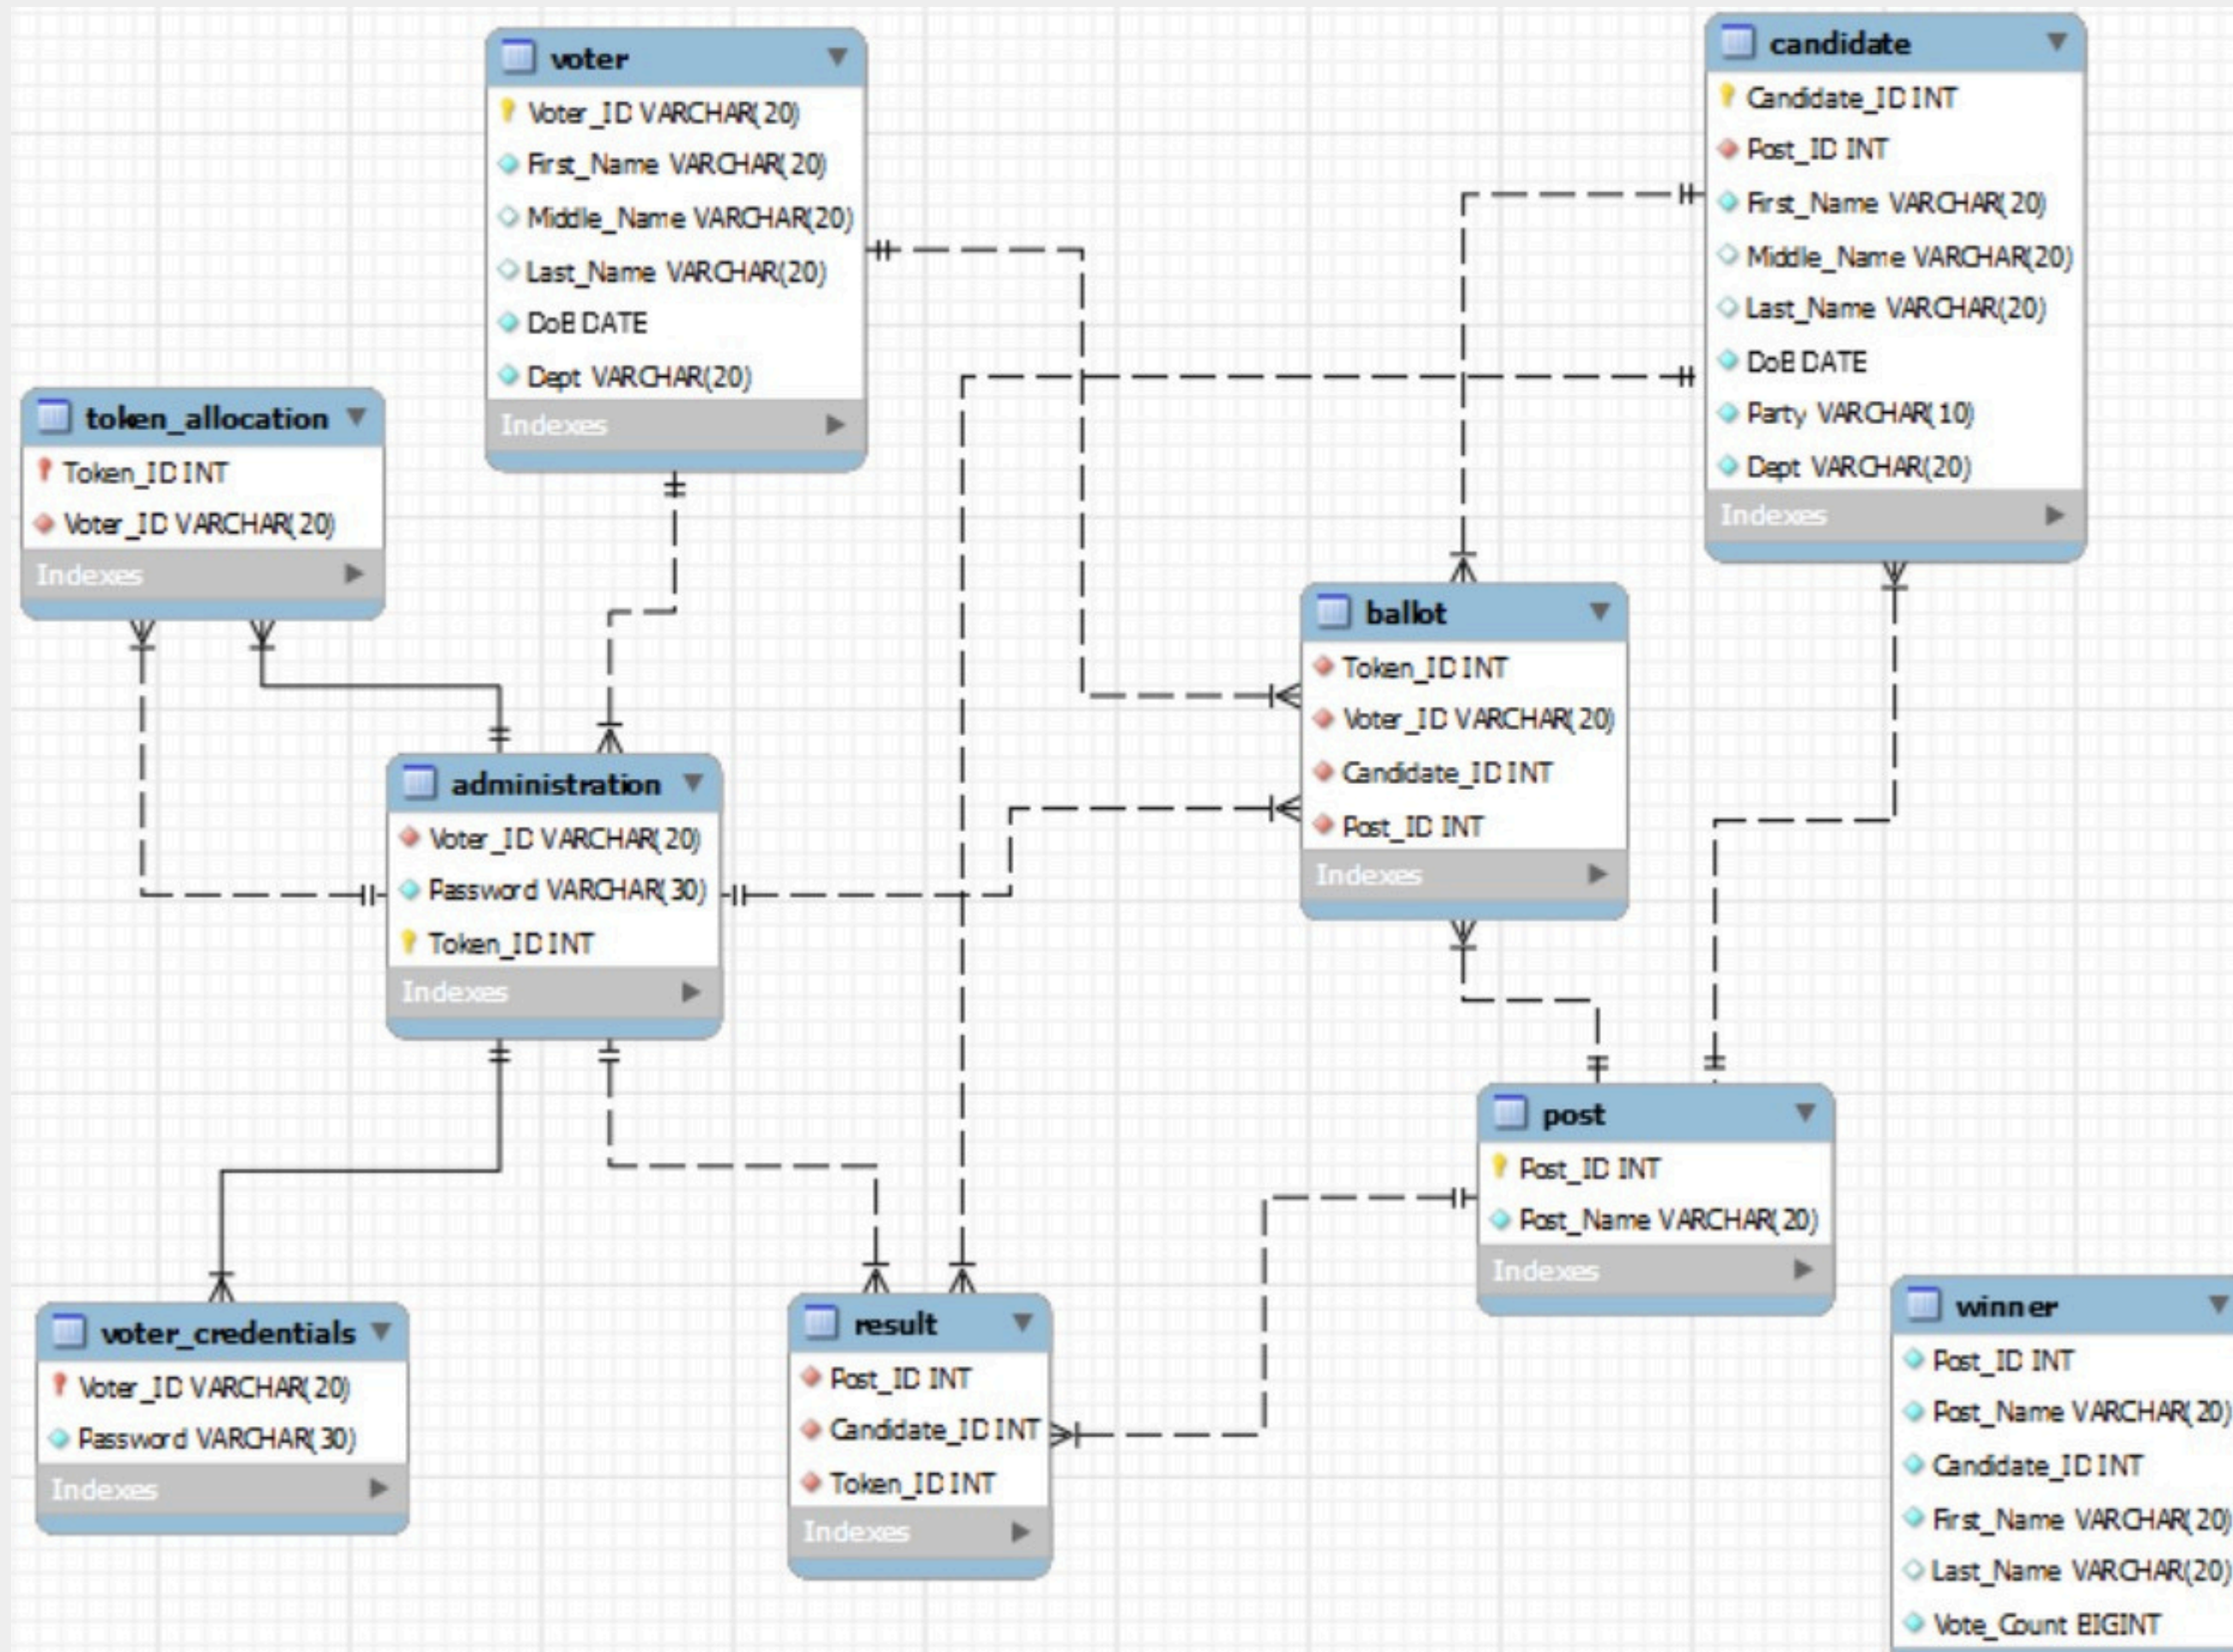 voter
Voter_ID VARCHAR(20)
First_Name VARCHAR(20)
Middle_Name VARCHAR(20)
Last_Name VARCHAR(20)
DoB DATE
Dept VARCHAR(20)
Indexes
candidate
Candidate_ID INT
Post_ID INT
First_Name VARCHAR(20)
Middle_Name VARCHAR(20)
Last_Name VARCHAR(20)
DoB DATE
Party VARCHAR(10)
Dept VARCHAR(20)
Indexes
token_allocation
Token_ID INT
Voter_ID VARCHAR(20)
Indexes
ballot
Token_ID INT
Voter_ID VARCHAR(20)
Candidate_ID INT
Post_ID INT
Indexes
administration
Voter_ID VARCHAR(20)
Password VARCHAR(30)
Token_ID INT
Indexes
post
Post_ID INT
Post_Name VARCHAR(20)
Indexes
voter_credentials
Voter_ID VARCHAR(20)
Password VARCHAR(30)
Indexes
result
Post_ID INT
Candidate_ID INT
Token_ID INT
Indexes
winner
Post_ID INT
Post_Name VARCHAR(20)
Candidate_ID INT
First_Name VARCHAR(20)
Last_Name VARCHAR(20)
Vote_Count BIGINT